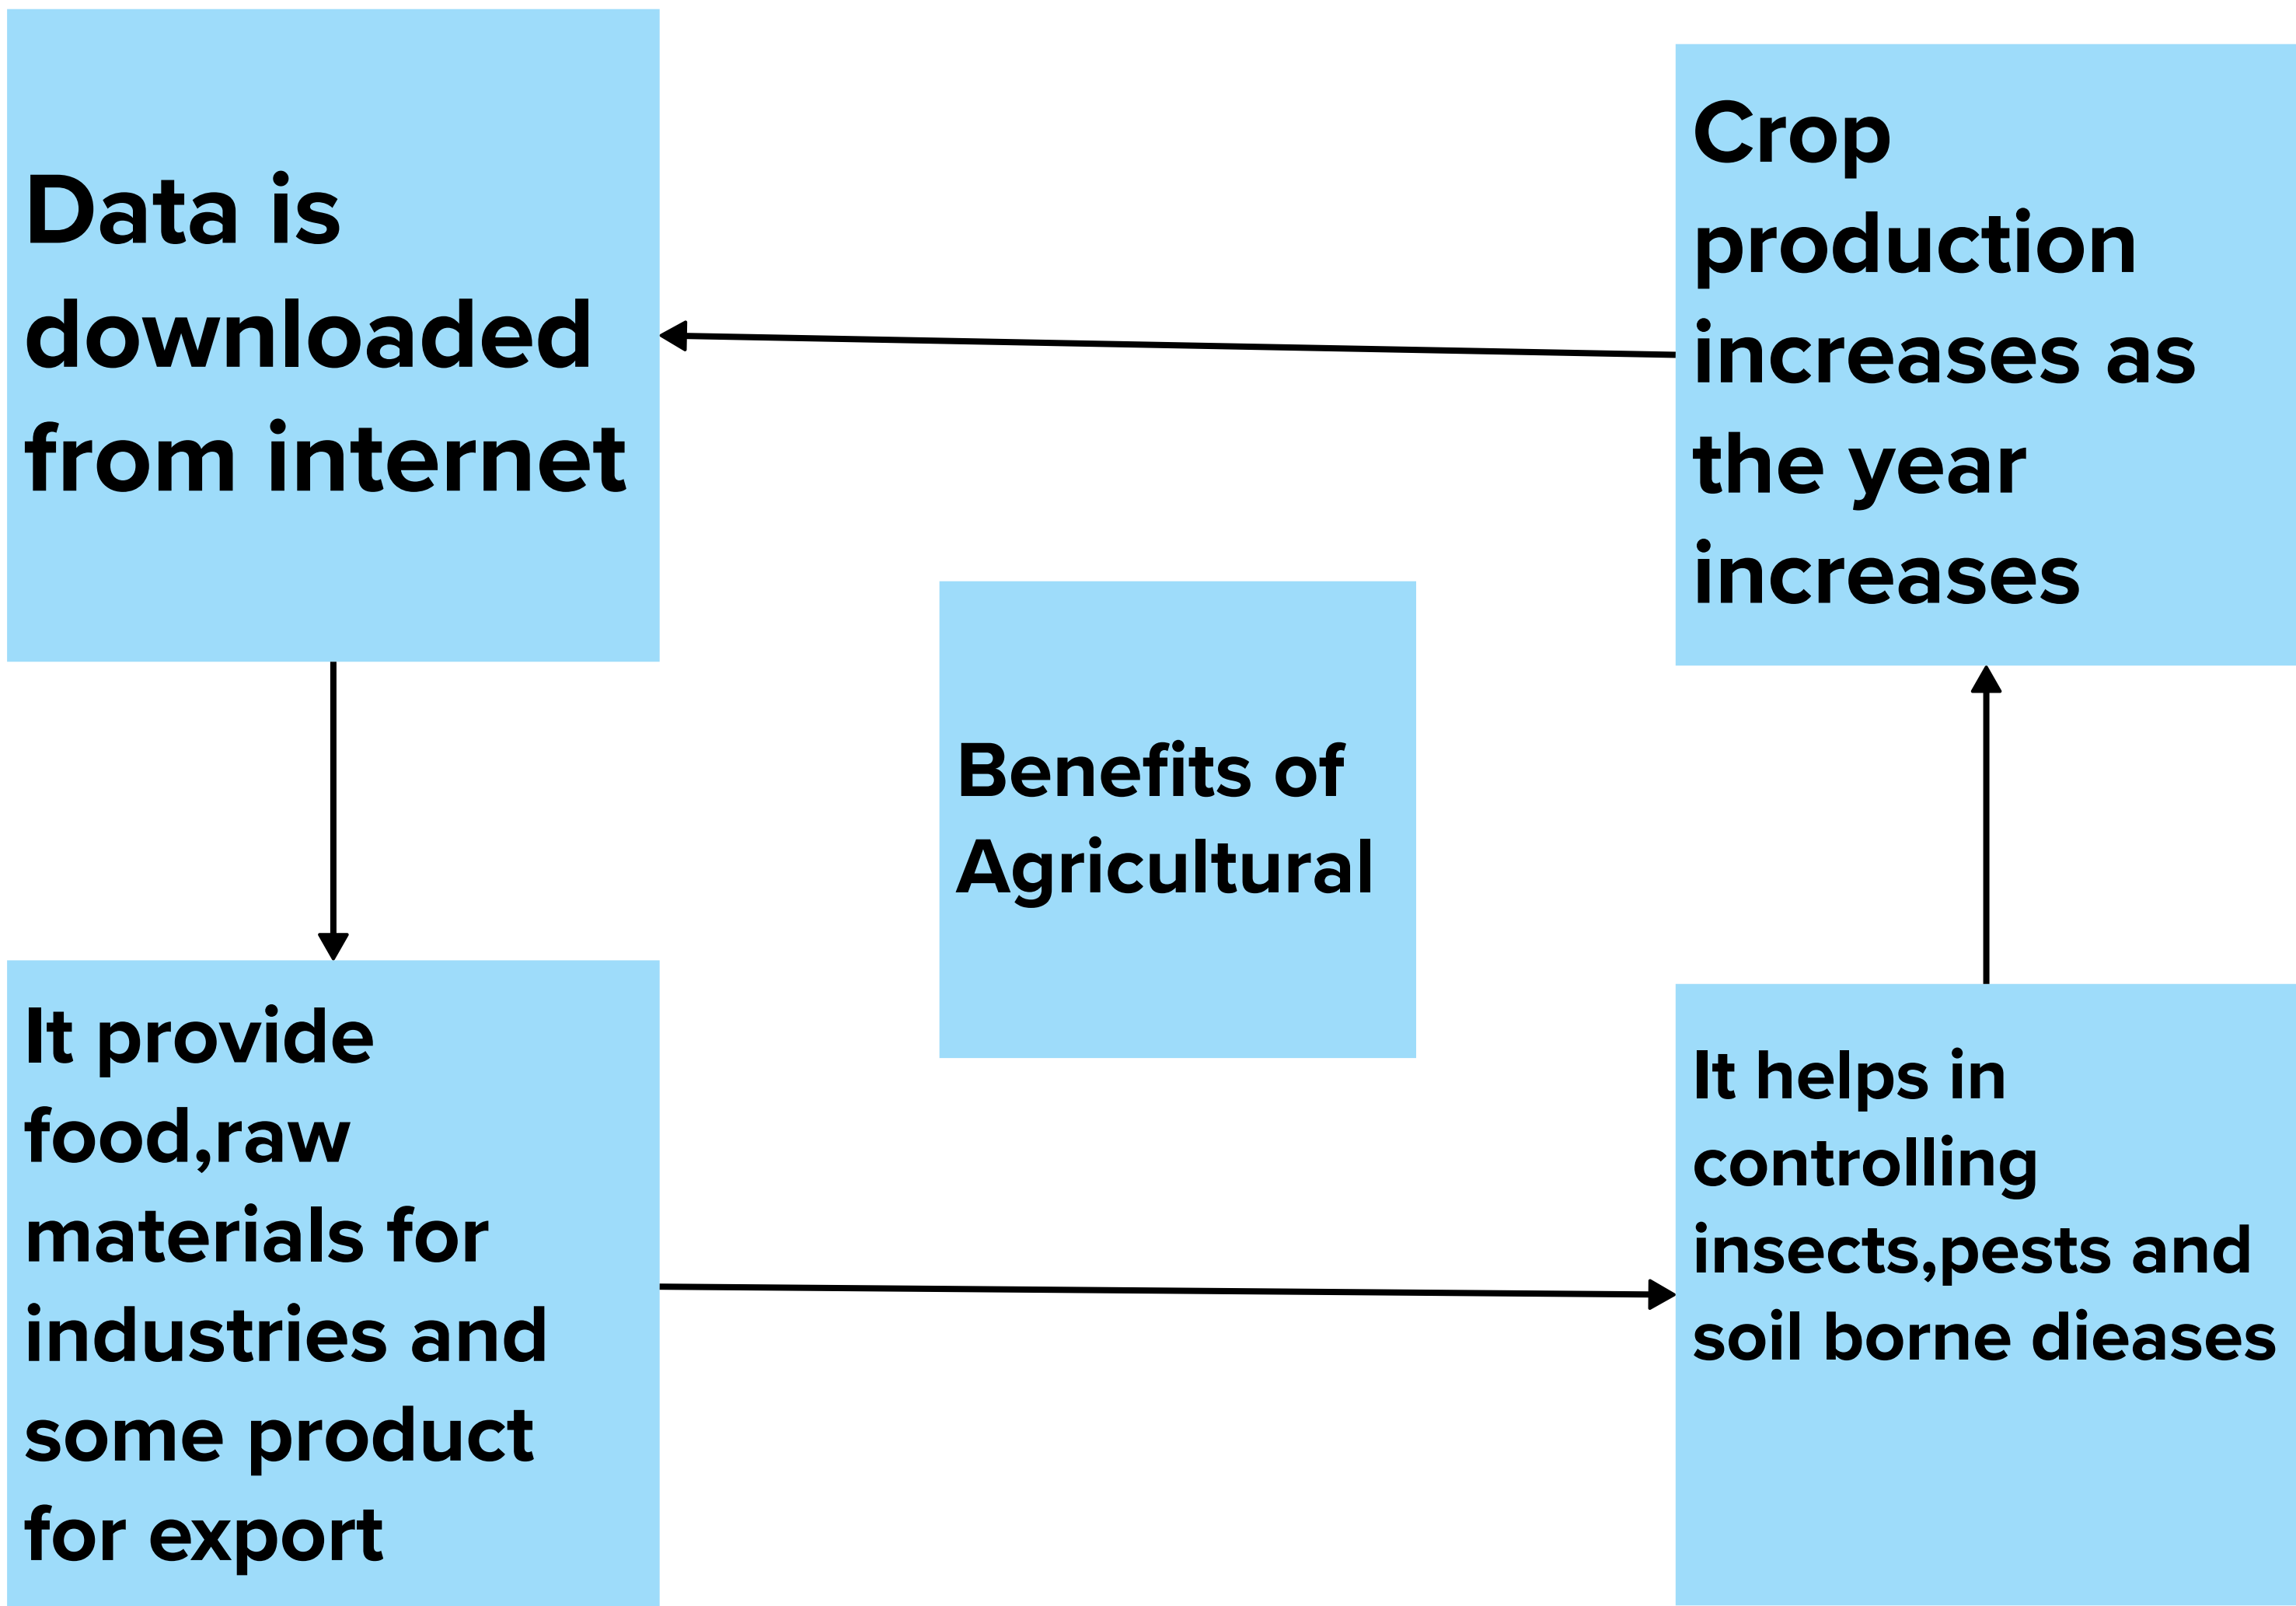 Data is
downloaded
from internet
Crop
production
increases as
the year
increases
Benefits of
Agricultural
It provide
food,raw
materials for
industries and
some product
for export
It helps in
controlling
insects,pests and
soil borne dieases